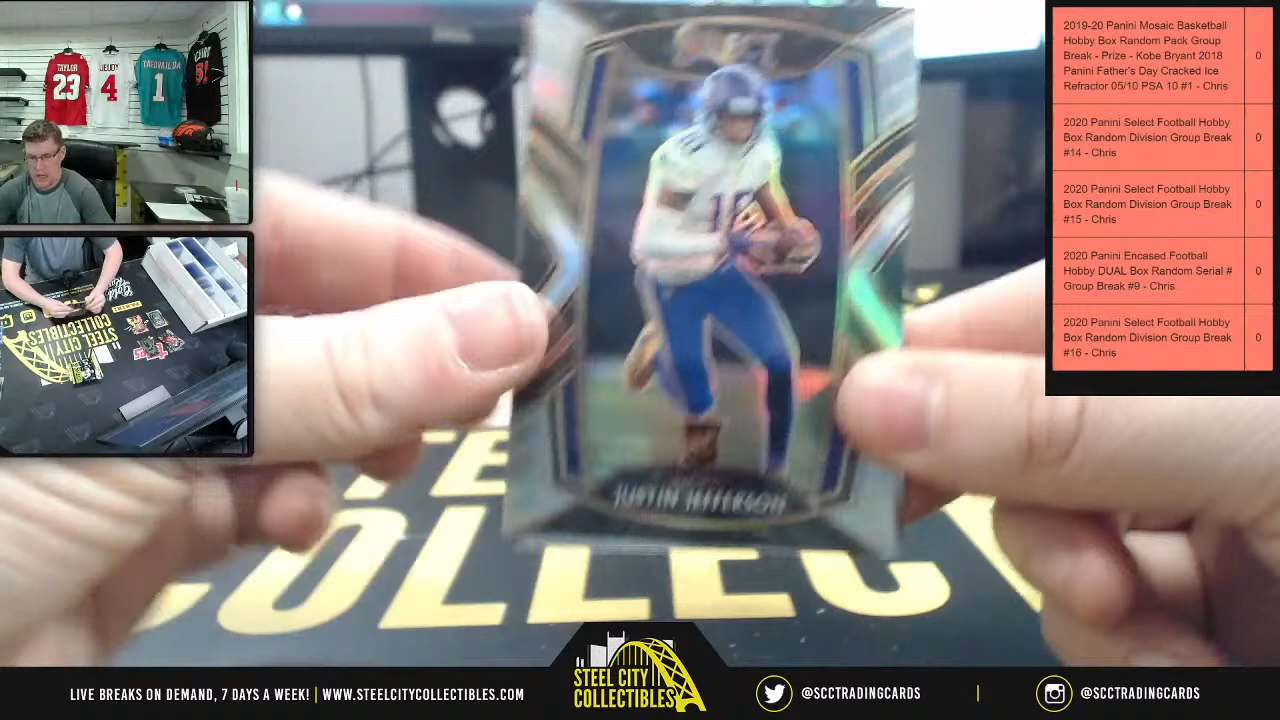 TAYLOR
23
JEUDY
4
TAGOVAILOA
1
51
STEEL CITY
COLLECTIBLES
18
JUSTIN JEFFERSON
STE
COLLEC
2019-20 Panini Mosaic Basketball
Hobby Box Random Pack Group
Break - Prize - Kobe Bryant 2018
Panini Father's Day Cracked Ice
Refractor 05/10 PSA 10 #1 - Chris
0
2020 Panini Select Football Hobby
Box Random Division Group Break
#14 - Chris
0
2020 Panini Select Football Hobby
Box Random Division Group Break
#15 - Chris
0
2020 Panini Encased Football
Hobby DUAL Box Random Serial #
Group Break #9 - Chris
0
2020 Panini Select Football Hobby
Box Random Division Group Break
#16 - Chris
0
LIVE BREAKS ON DEMAND, 7 DAYS A WEEK! | WWW.STEELCITYCOLLECTIBLES.COM
STEEL CITY
COLLECTIBLES
@SCCTRADINGCARDS | @SCCTRADINGCARDS